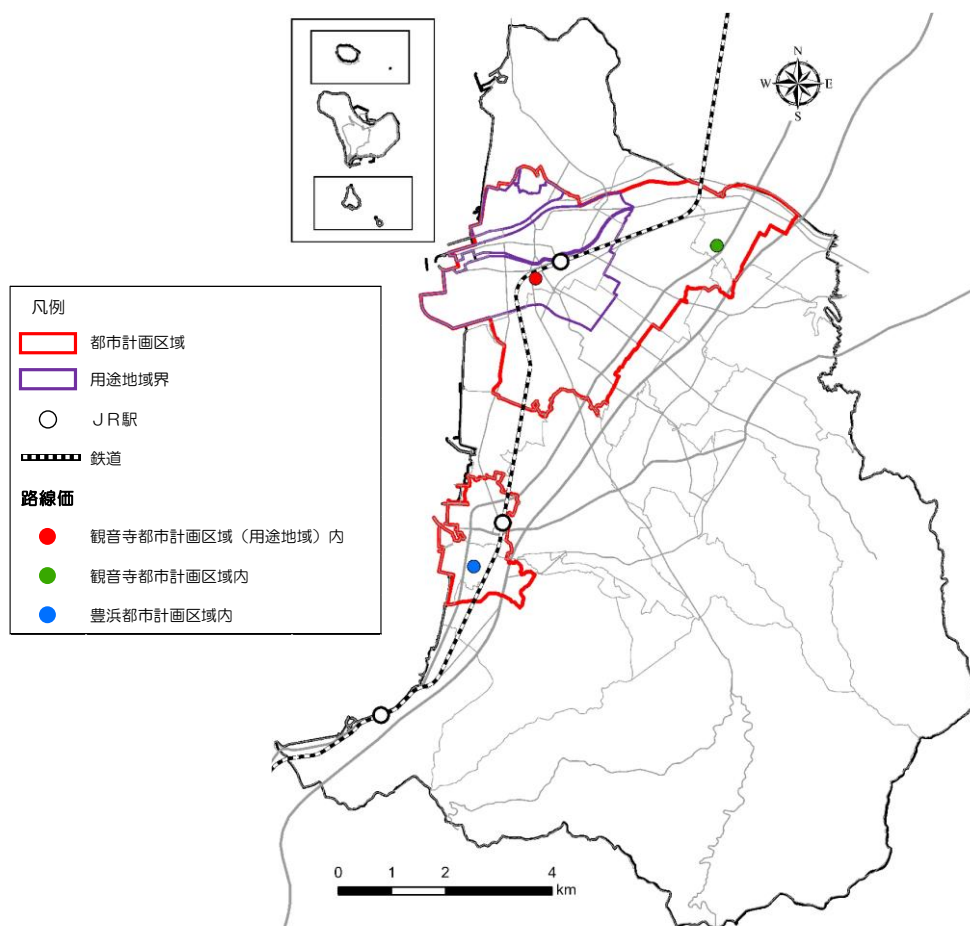 N
W
E
S
凡例
都市計画区域
用途地域界
ＪＲ駅
鉄道
路線価
観音寺都市計画区域（用途地域）内
観音寺都市計画区域内
豊浜都市計画区域内
0 1 2 4
km